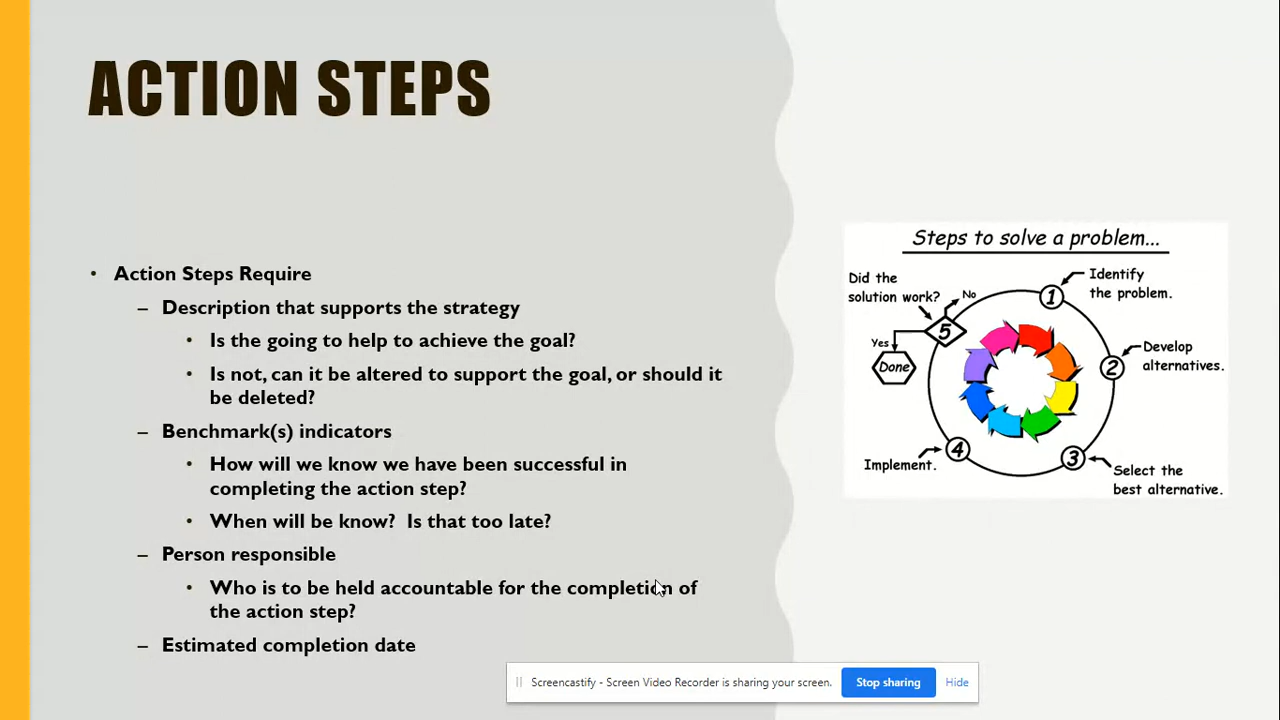 ACTION STEPS
• Action Steps Require
– Description that supports the strategy
• Is the going to help to achieve the goal?
• Is not, can it be altered to support the goal, or should it
be deleted?
– Benchmark(s) indicators
• How will we know we have been successful in
completing the action step?
• When will be know?  Is that too late?
– Person responsible
• Who is to be held accountable for the completion of
the action step?
– Estimated completion date
Steps to solve a problem...
Did the
solution work?
No
Yes
Done
5
1
Identify
the problem.
2
Develop
alternatives.
3
Select the
best alternative.
4
Implement.
Screencastify - Screen Video Recorder is sharing your screen.
Stop sharing
Hide